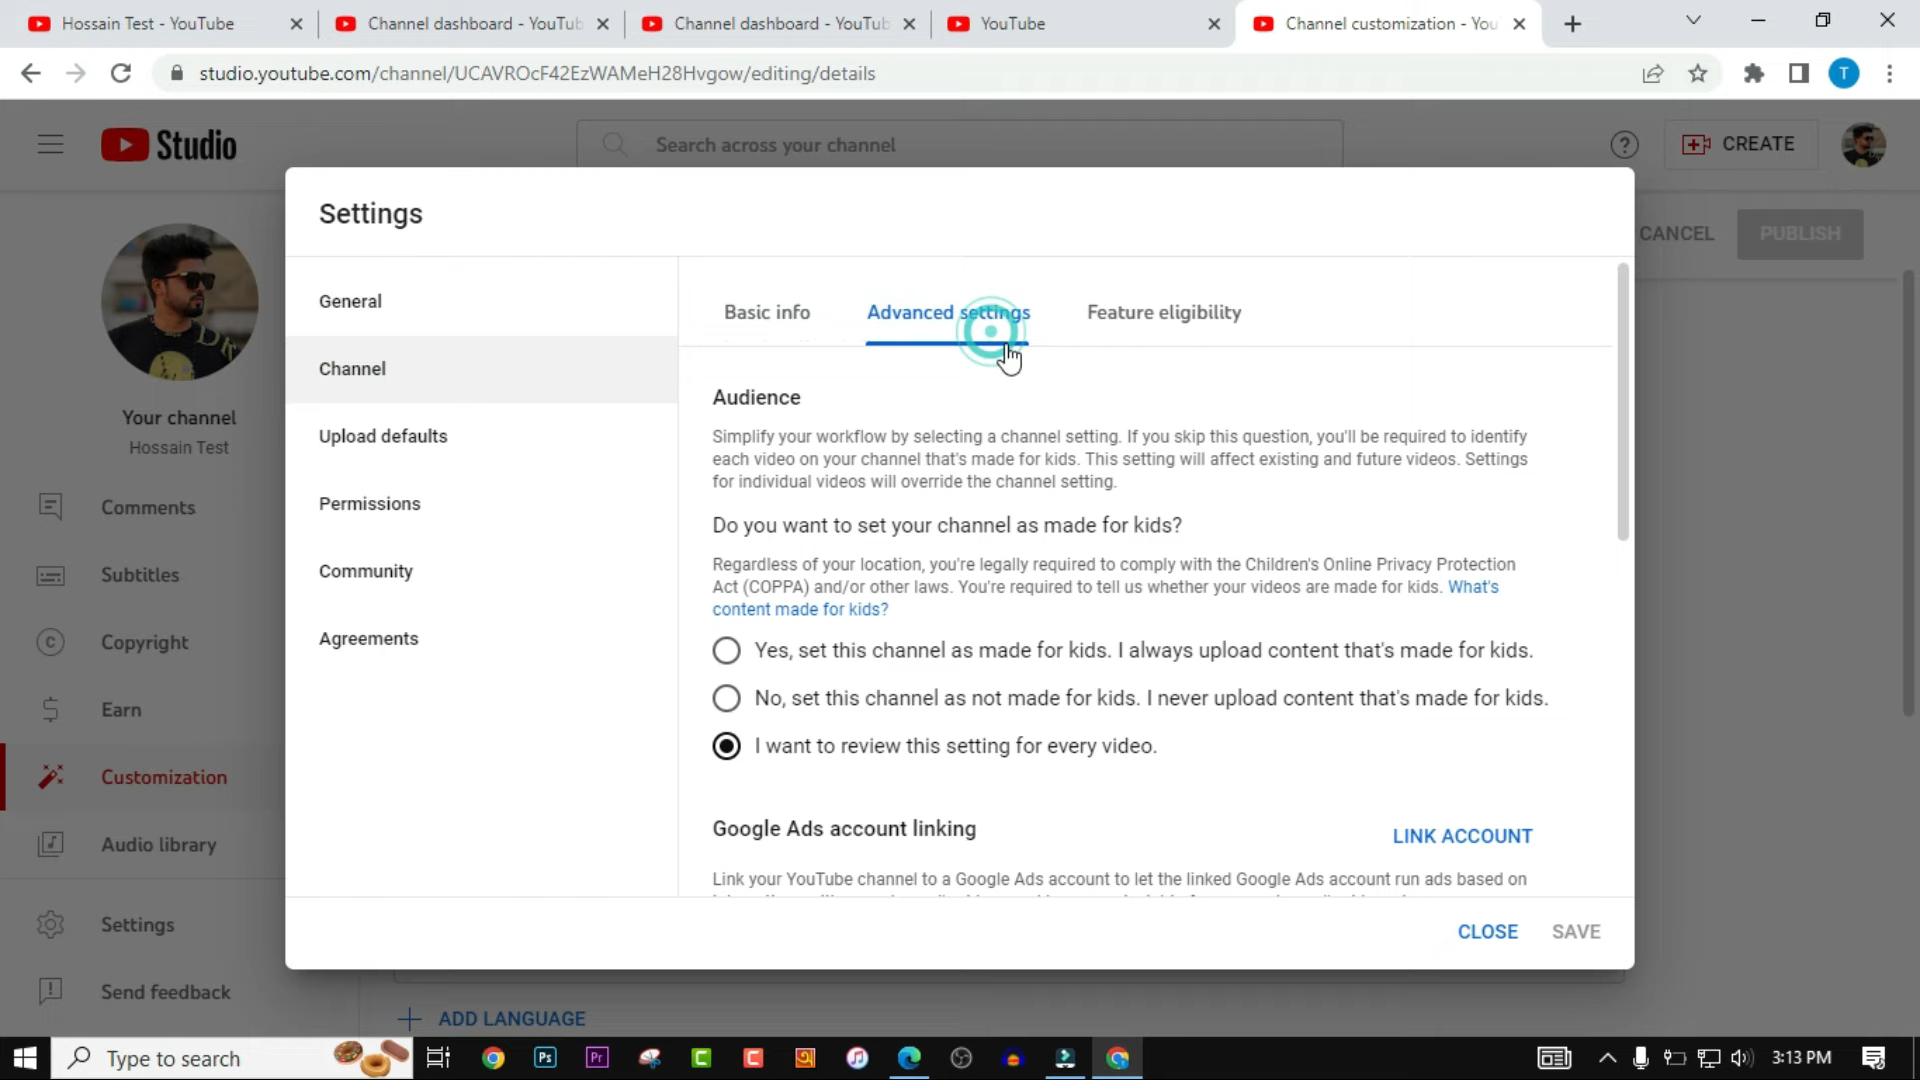 Hossain Test - YouTube
Channel dashboard - YouTub
Channel dashboard - YouTub
YouTube
Channel customization - You
studio.youtube.com/channel/UCAVROcF42EzWAMeH28Hvgow/editing/details
T
Studio
Search across your channel
CREATE
CANCEL
PUBLISH
Your channel
Hossain Test
Comments
Subtitles
Copyright
Earn
Customization
Audio library
Settings
Send feedback
Settings
General
Channel
Upload defaults
Permissions
Community
Agreements
Basic info
Advanced settings
Feature eligibility
Audience
Simplify your workflow by selecting a channel setting. If you skip this question, you'll be required to identify
each video on your channel that's made for kids. This setting will affect existing and future videos. Settings
for individual videos will override the channel setting.
Do you want to set your channel as made for kids?
Regardless of your location, you're legally required to comply with the Children's Online Privacy Protection
Act (COPPA) and/or other laws. You're required to tell us whether your videos are made for kids. What's
content made for kids?
Yes, set this channel as made for kids. I always upload content that's made for kids.
No, set this channel as not made for kids. I never upload content that's made for kids.
I want to review this setting for every video.
Google Ads account linking
LINK ACCOUNT
Link your YouTube channel to a Google Ads account to let the linked Google Ads account run ads based on
CLOSE
SAVE
ADD LANGUAGE
Type to search
Ps
Pr
3:13 PM